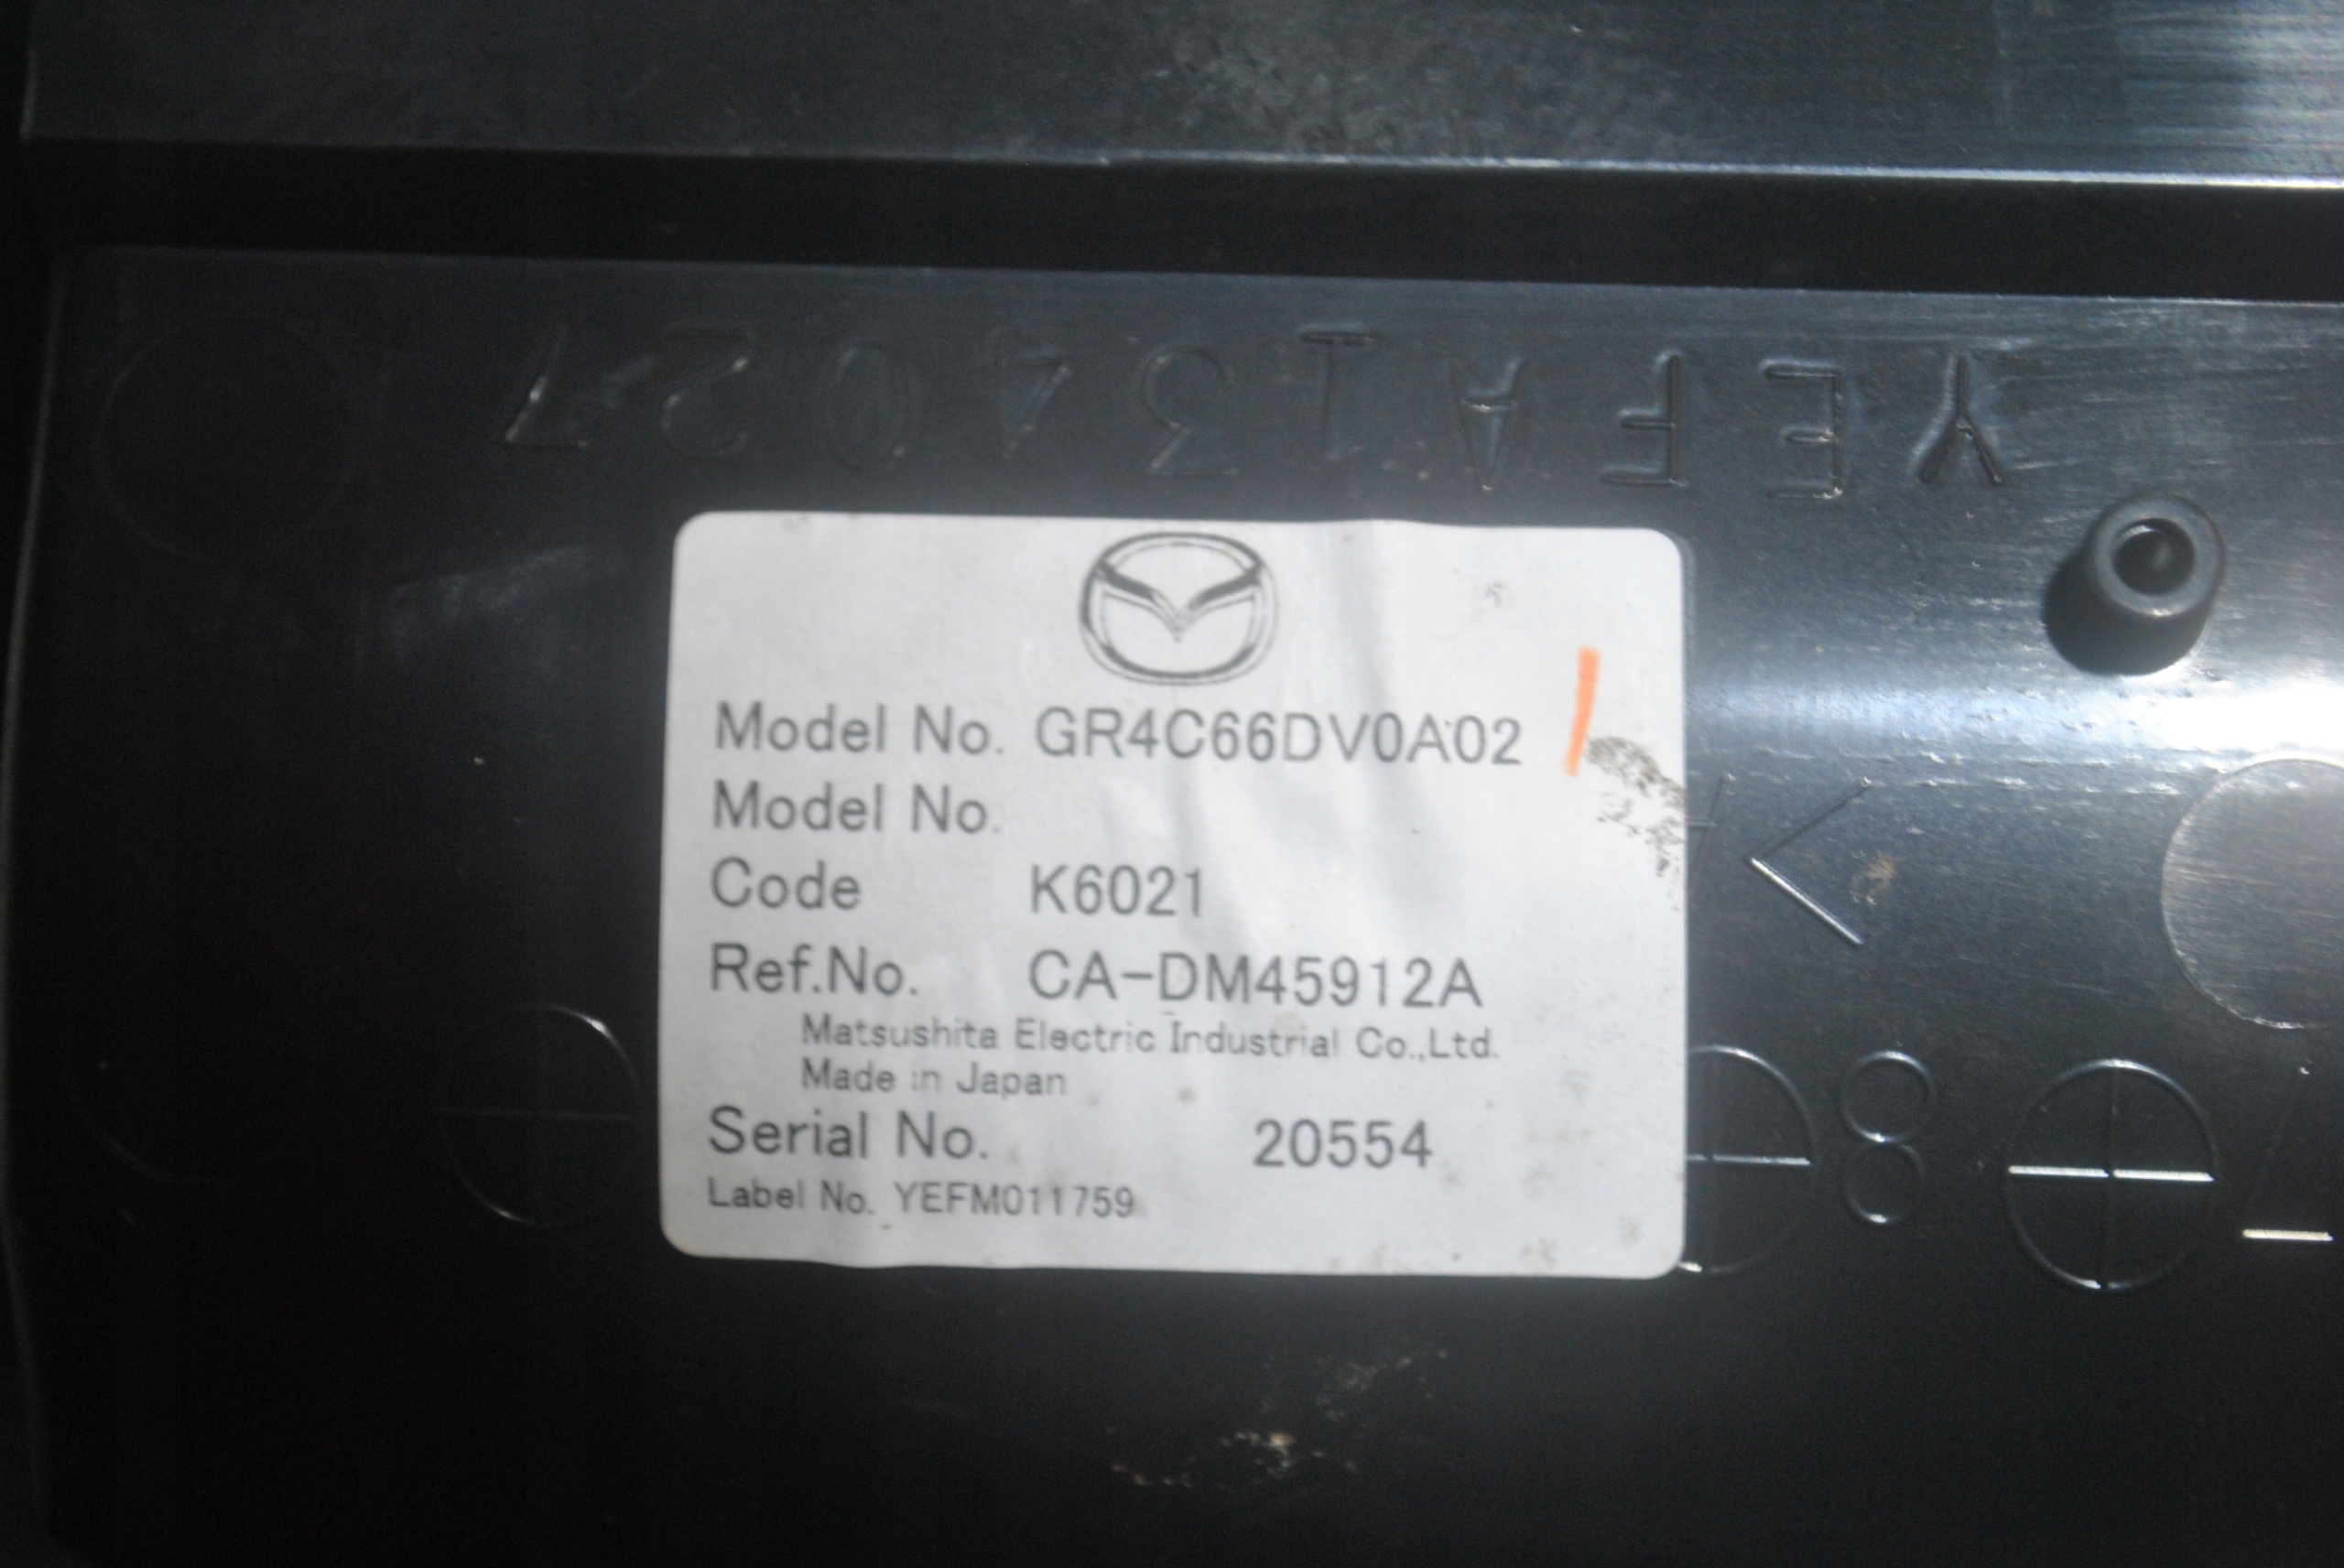 YEFA134027
Model No. GR4C66DV0A02
Model No.
Code K6021
Ref.No. CA-DM45912A
Matsushita Electric Industrial Co.,Ltd.
Made in Japan
Serial No. 20554
Label No. YEFM011759